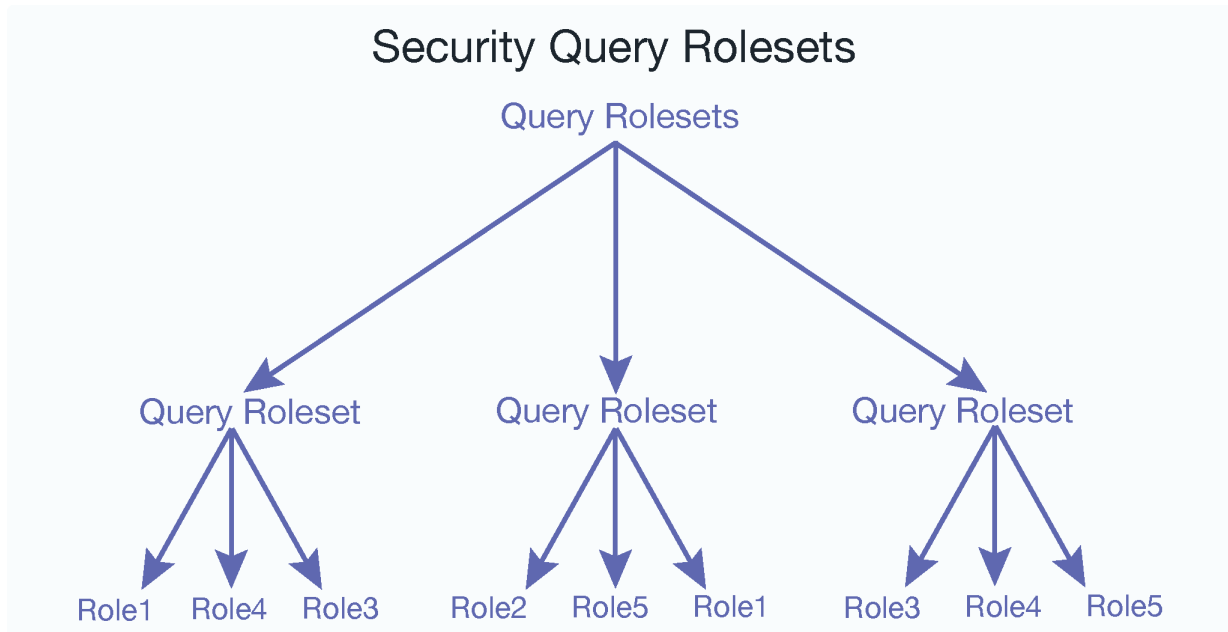 Security Query Rolesets
Query Rolesets
Query Roleset Query Roleset Query Roleset
Role1 Role4 Role3 Role2 Role5 Role1 Role3 Role4 Role5